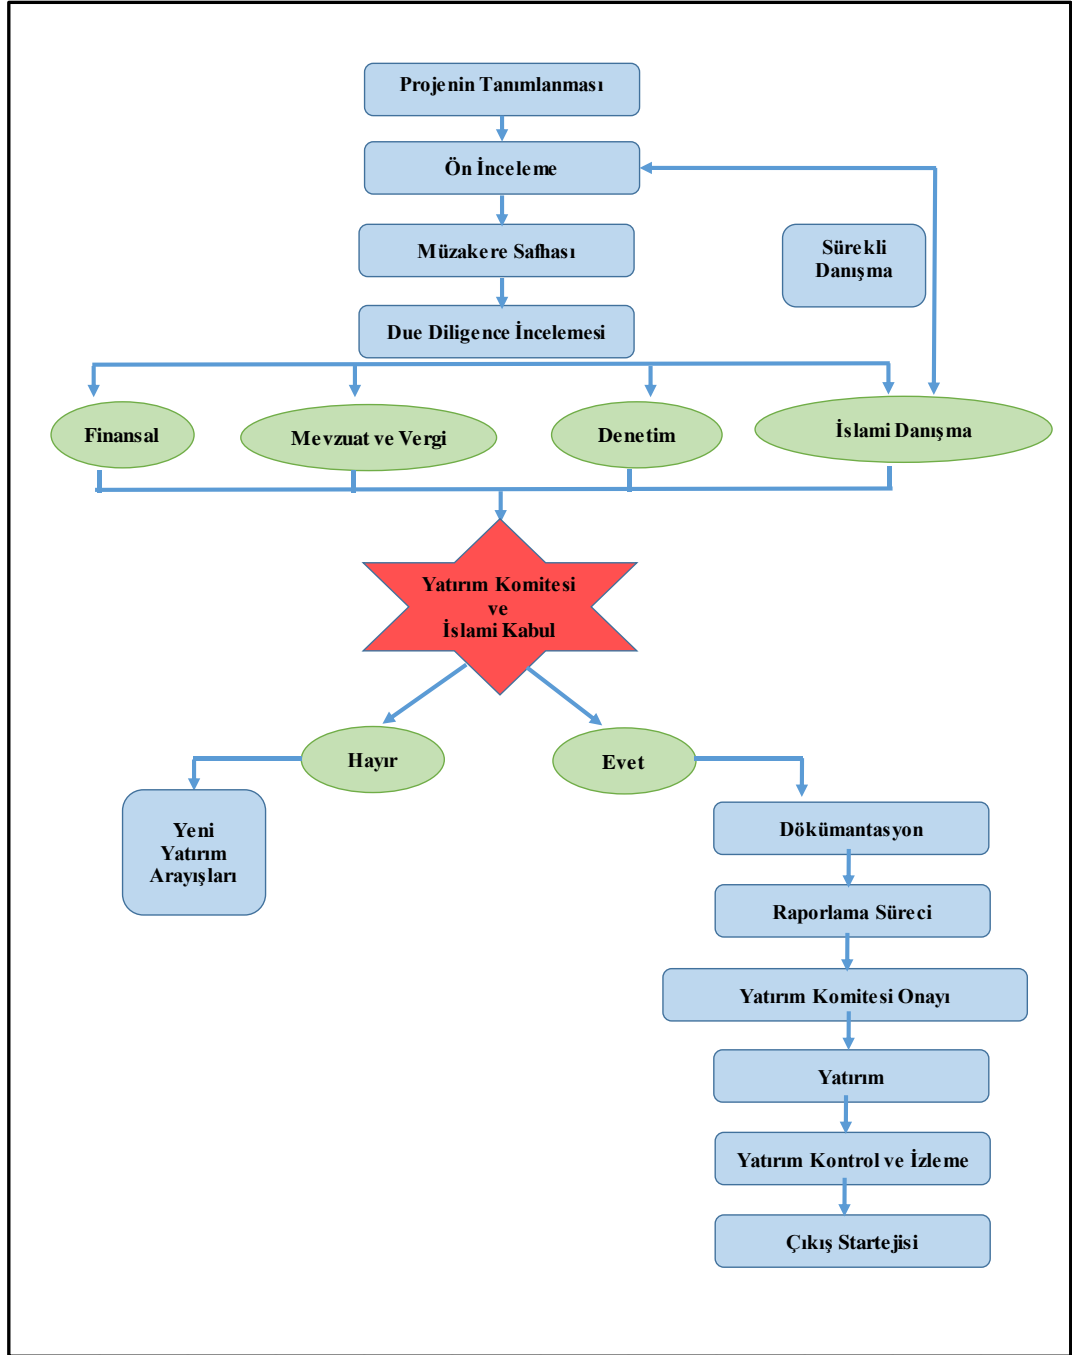 Projenin Tanımlanması
Ön İnceleme
Müzakere Safhası
Sürekli
Danışma
Due Diligence İncelemesi
Finansal
Mevzuat ve Vergi
Denetim
İslami Danışma
Yatırım Komitesi
ve
İslami Kabul
Hayır
Evet
Yeni
Yatırım
Arayışları
Dökümantasyon
Raporlama Süreci
Yatırım Komitesi Onayı
Yatırım
Yatırım Kontrol ve İzleme
Çıkış Startejisi